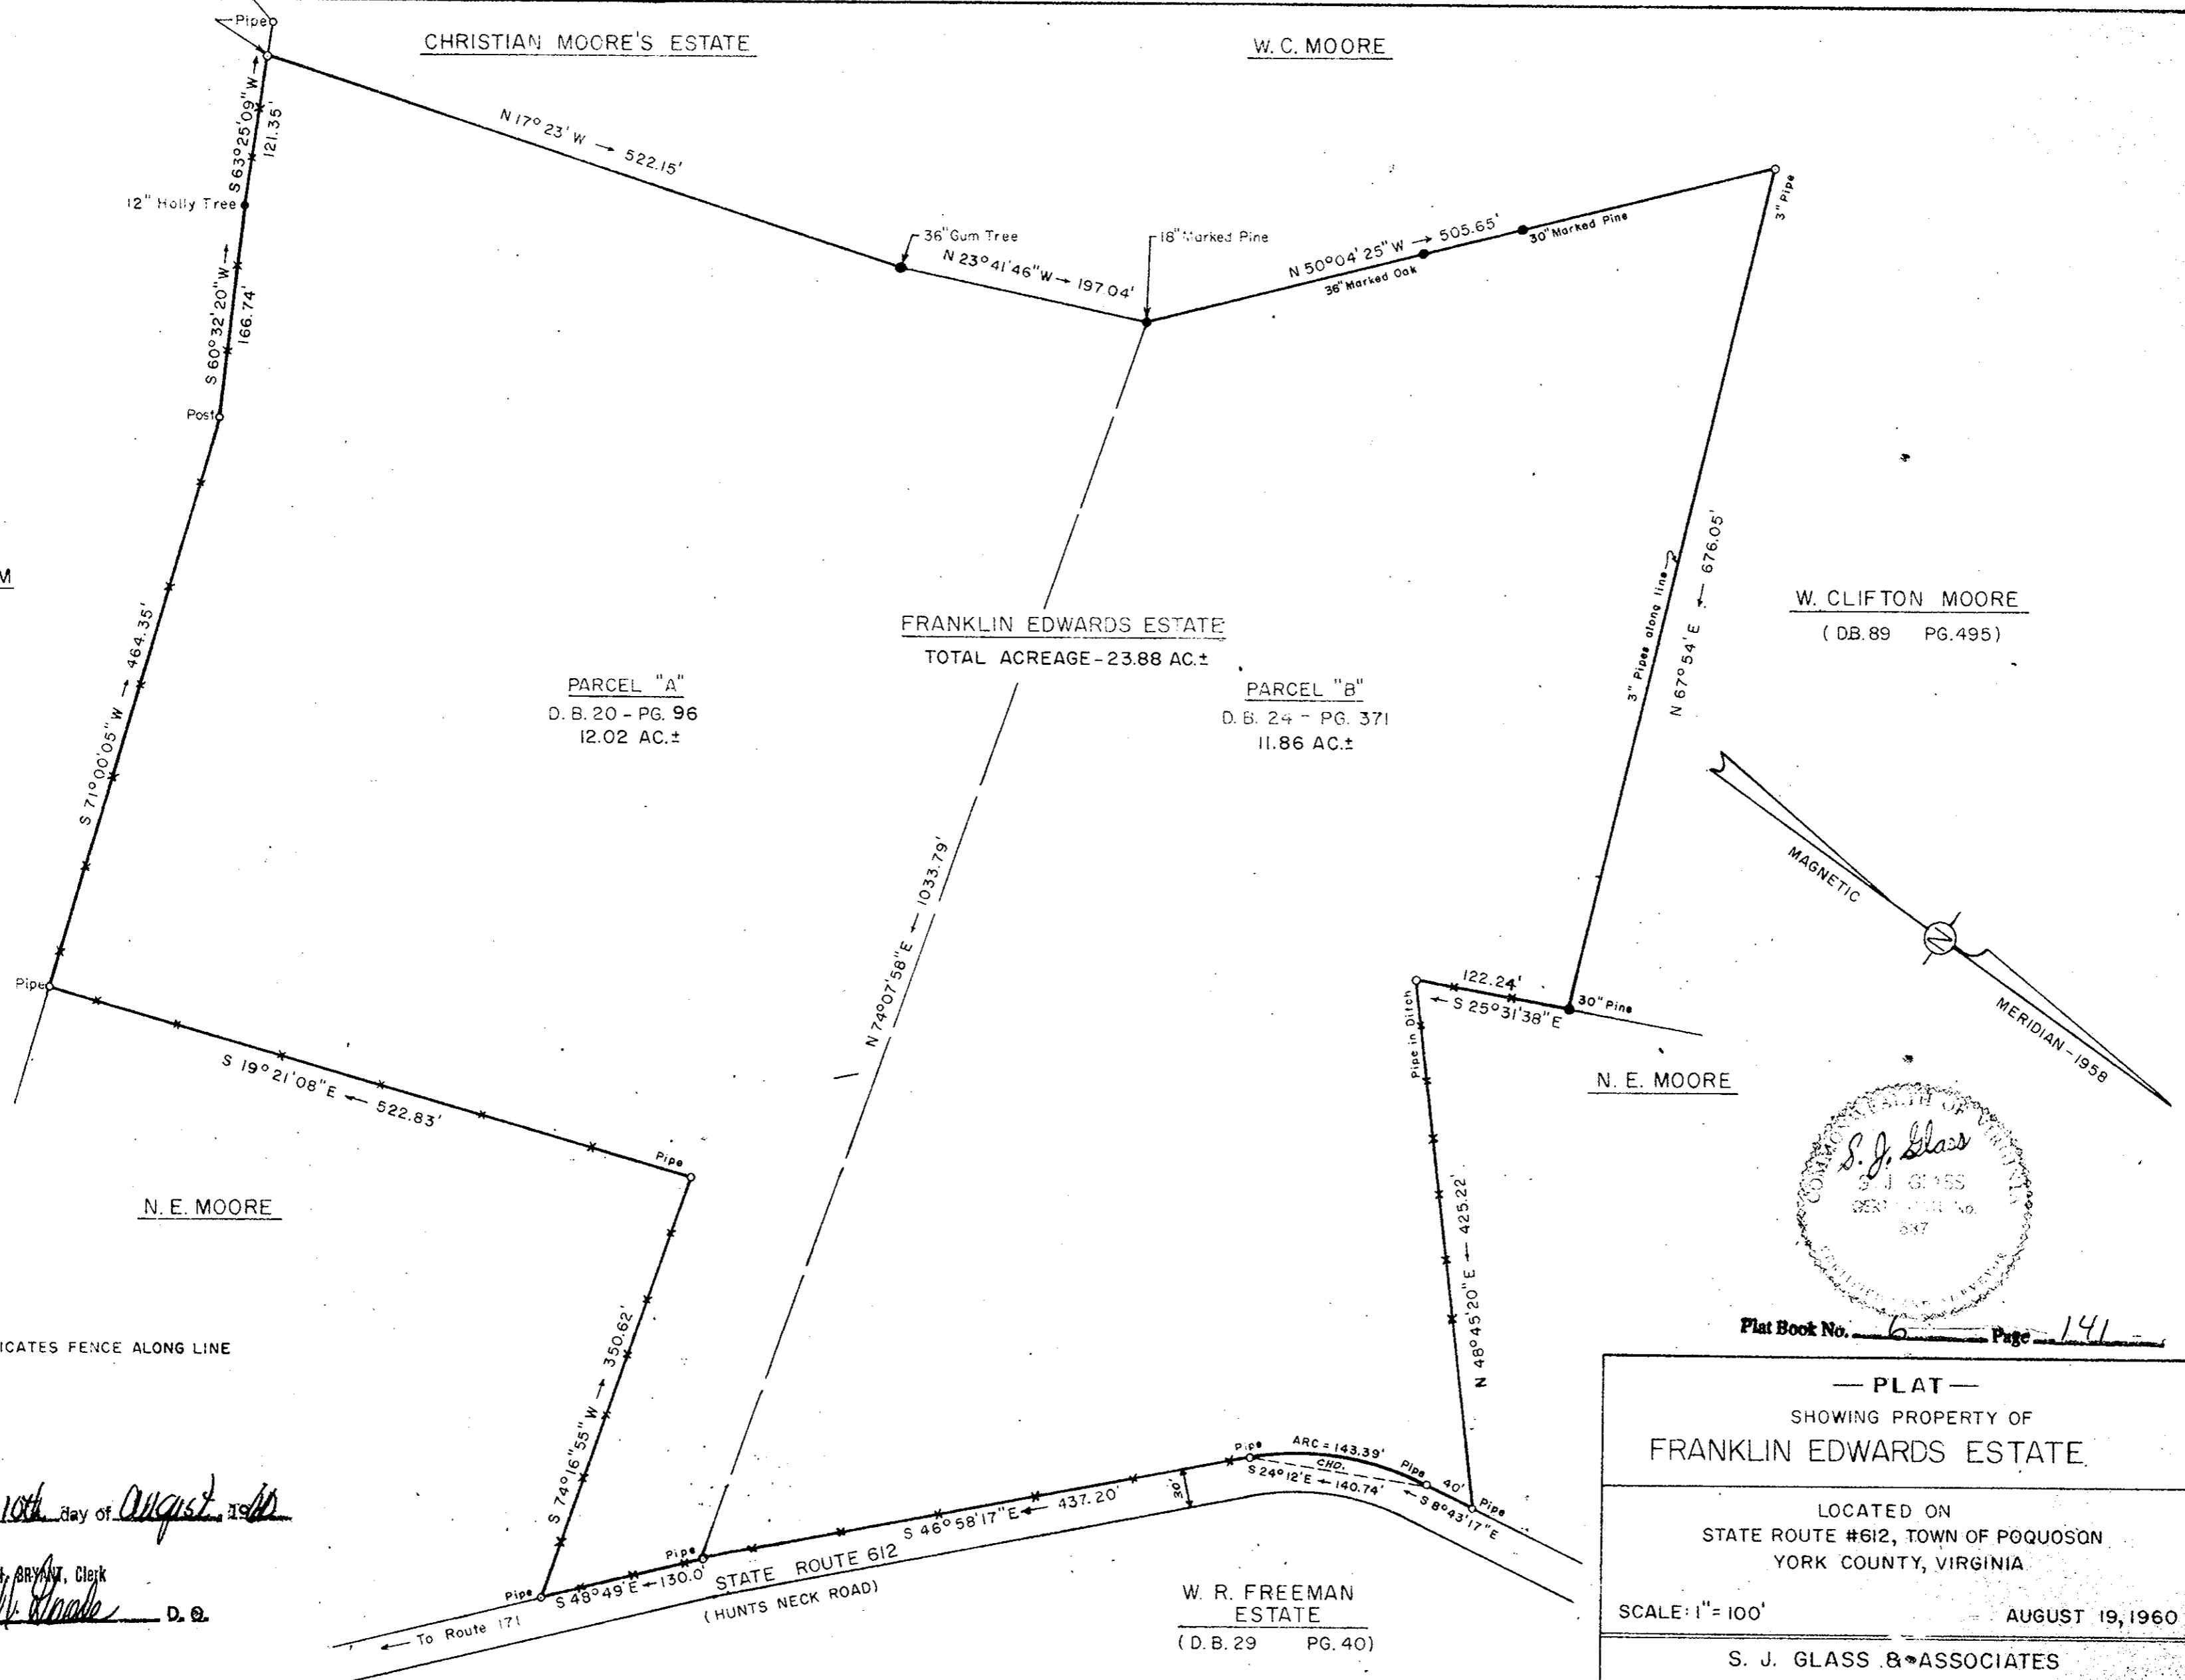 Pipe
CHRISTIAN MOORE'S ESTATE
W. C. MOORE
S 63° 25' 09" W →
121.35'
N 17° 23' W → 522.15'
12" Holly Tree
36" Gum Tree
N 23° 41' 46" W → 197.04'
18" Marked Pine
N 50° 04' 25" W → 505.65'
36" Marked Oak
30" Marked Pine
3" Pipe
S 60° 32' 20" W →
166.74'
Post
M
S 71° 00' 05" W → 464.35'
FRANKLIN EDWARDS ESTATE
TOTAL ACREAGE - 23.88 AC.±
PARCEL "A"
D. B. 20 - PG. 96
12.02 AC.±
PARCEL "B"
D. B. 24 - PG. 371
11.86 AC.±
3" Pipes along line
N 67° 54' E ← 676.05'
W. CLIFTON MOORE
( D.B. 89 PG. 495)
MAGNETIC
N
MERIDIAN - 1958
N 74° 07' 58" E ← 1033.79'
Pipe
S 19° 21' 08" E ← 522.83'
Pipe
122.24'
← S 25° 31' 38" E
30" Pine
Pipe in Ditch
N. E. MOORE
N 48° 45' 20" E ← 425.22'
N. E. MOORE
S 74° 16' 55" W → 350.62'
COMMONWEALTH OF VIRGINIA
S. J. Glass
S. J. GLASS
No.
Plat Book No. 6 Page 141
ICATES FENCE ALONG LINE
10th day of August, 1960
BRYANT, Clerk
D. C.
Pipe
S 48° 49' E ← 130.0'
Pipe
S 46° 58' 17" E ← 437.20'
30'
Pipe
ARC = 143.39'
CHD.
S 24° 12' E ← 140.74'
Pipe
40'
← S 8° 43' 17" E
Pipe
STATE ROUTE 612
(HUNTS NECK ROAD)
← To Route 171
W. R. FREEMAN
ESTATE
( D. B. 29 PG. 40)
— PLAT —
SHOWING PROPERTY OF
FRANKLIN EDWARDS ESTATE
LOCATED ON
STATE ROUTE #612, TOWN OF POQUOSON
YORK COUNTY, VIRGINIA
SCALE: 1" = 100'
AUGUST 19, 1960
S. J. GLASS & ASSOCIATES